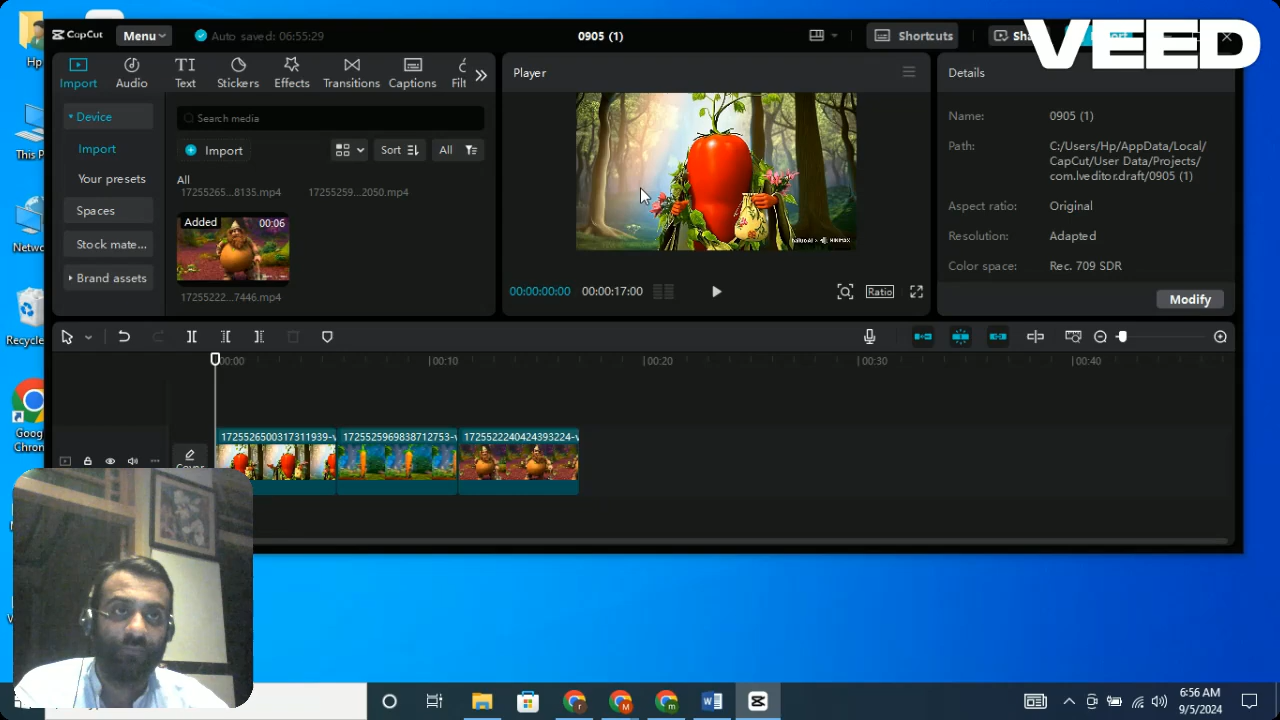 CapCut
Menu
Auto saved: 06:55:29
0905 (1)
Shortcuts
VEED
Import
Audio
Text
Stickers
Effects
Transitions
Captions
Device
Import
Your presets
Spaces
Stock mate...
Brand assets
Search media
Import
Sort
All
All
17255265...8135.mp4
17255259...2050.mp4
Added
00:06
17255222...7446.mp4
Player
00:00:00:00
00:00:17:00
Ratio
Details
Name:
0905 (1)
Path:
C:/Users/Hp/AppData/Local/
CapCut/User Data/Projects/
com.lveditor.draft/0905 (1)
Aspect ratio:
Original
Resolution:
Adapted
Color space:
Rec. 709 SDR
Modify
00:00
00:10
00:20
00:30
00:40
1725526500317311939-v
1725525969838712753-v
1725522240424393224-v
Hp
This P
Netwo
Recycle
Goog
Chron
6:56 AM
9/5/2024